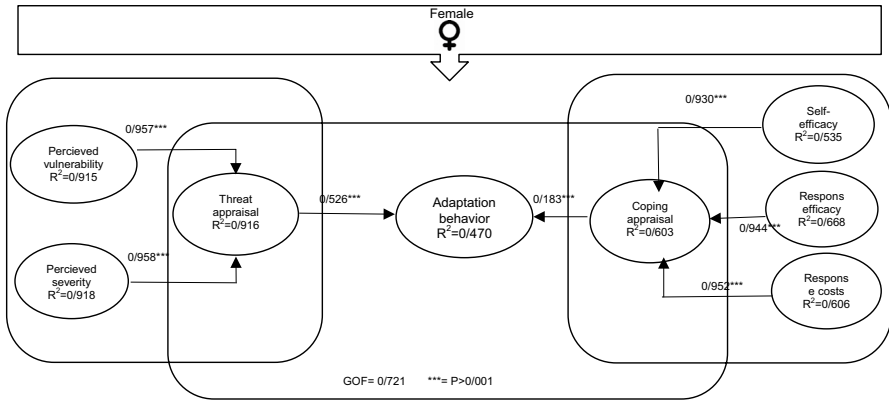 Female
0/957***
Percieved
vulnerability
R²=0/915
Threat
appraisal
R²=0/916
0/526***
0/958***
Percieved
severity
R²=0/918
Adaptation
behavior
R²=0/470
0/183***
Coping
appraisal
R²=0/603
0/930***
Self-
efficacy
R²=0/535
Respons
efficacy
R²=0/668
0/944***
0/952***
Respons
e costs
R²=0/606
GOF= 0/721 ***= P>0/001